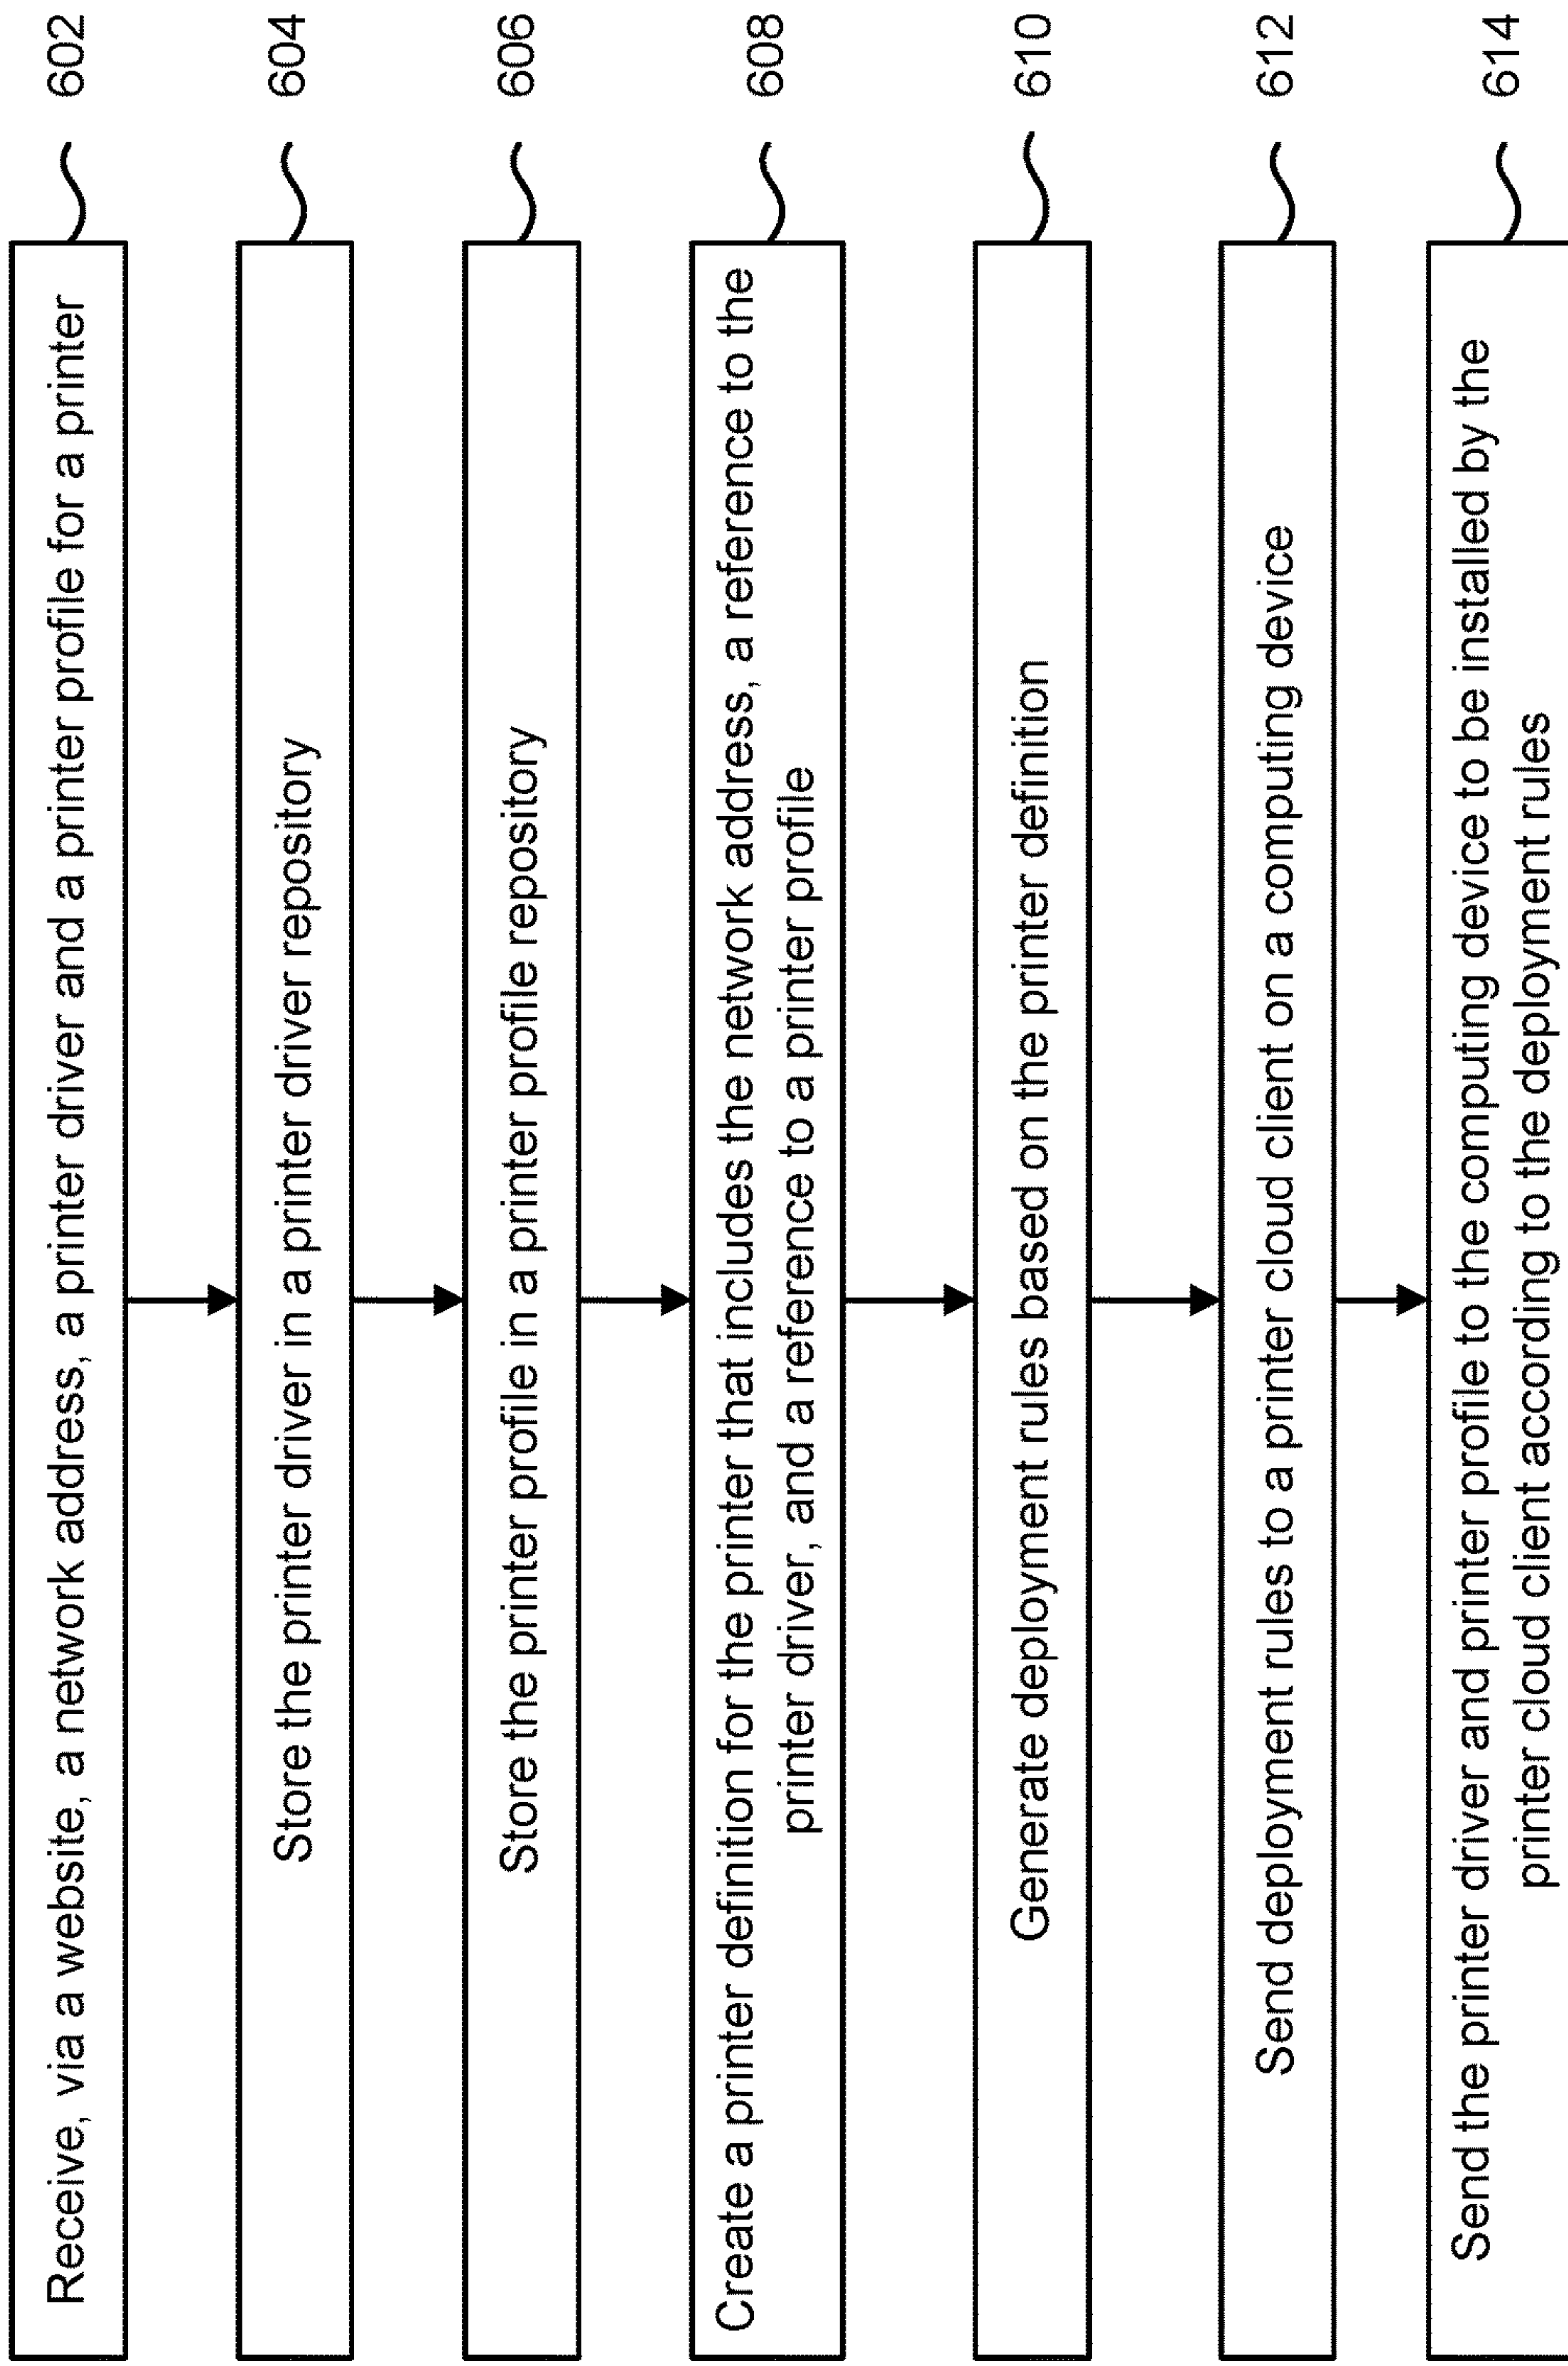 Receive, via a website, a network address, a printer driver and a printer profile for a printer
602
Store the printer driver in a printer driver repository
604
Store the printer profile in a printer profile repository
606
Create a printer definition for the printer that includes the network address, a reference to the
printer driver, and a reference to a printer profile
608
Generate deployment rules based on the printer definition
610
Send deployment rules to a printer cloud client on a computing device
612
Send the printer driver and printer profile to the computing device to be installed by the
printer cloud client according to the deployment rules
614